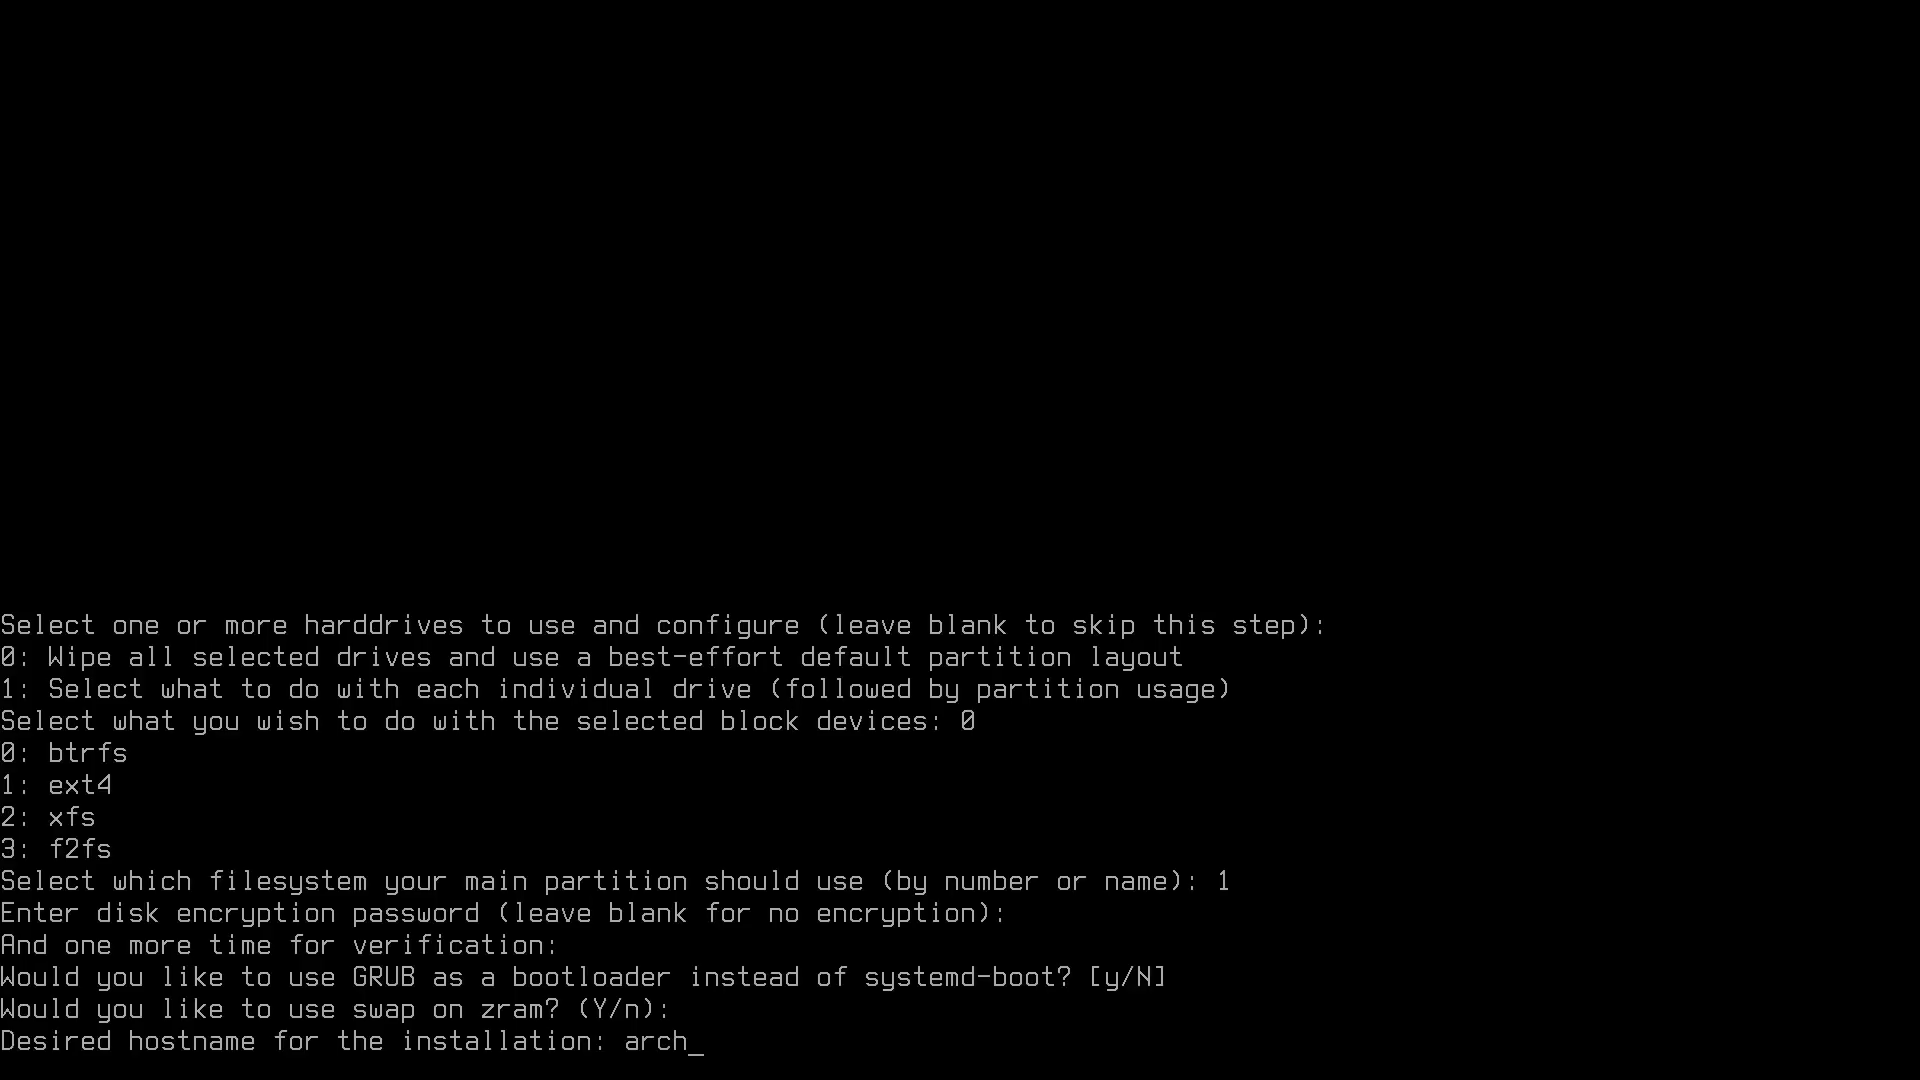 Select one or more harddrives to use and configure (leave blank to skip this step):
0: Wipe all selected drives and use a best-effort default partition layout
1: Select what to do with each individual drive (followed by partition usage)
Select what you wish to do with the selected block devices: 0
0: btrfs
1: ext4
2: xfs
3: f2fs
Select which filesystem your main partition should use (by number or name): 1
Enter disk encryption password (leave blank for no encryption):
And one more time for verification:
Would you like to use GRUB as a bootloader instead of systemd-boot? [y/N]
Would you like to use swap on zram? (Y/n):
Desired hostname for the installation: arch_